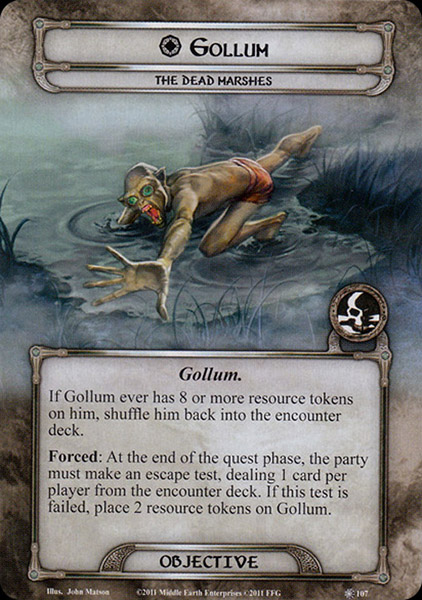 Gollum
THE DEAD MARSHES
Gollum.
If Gollum ever has 8 or more resource tokens
on him, shuffle him back into the encounter
deck.
Forced: At the end of the quest phase, the party
must make an escape test, dealing 1 card per
player from the encounter deck. If this test is
failed, place 2 resource tokens on Gollum.
OBJECTIVE
Illus. John Matson ©2011 Middle Earth Enterprises ©2011 FFG 107